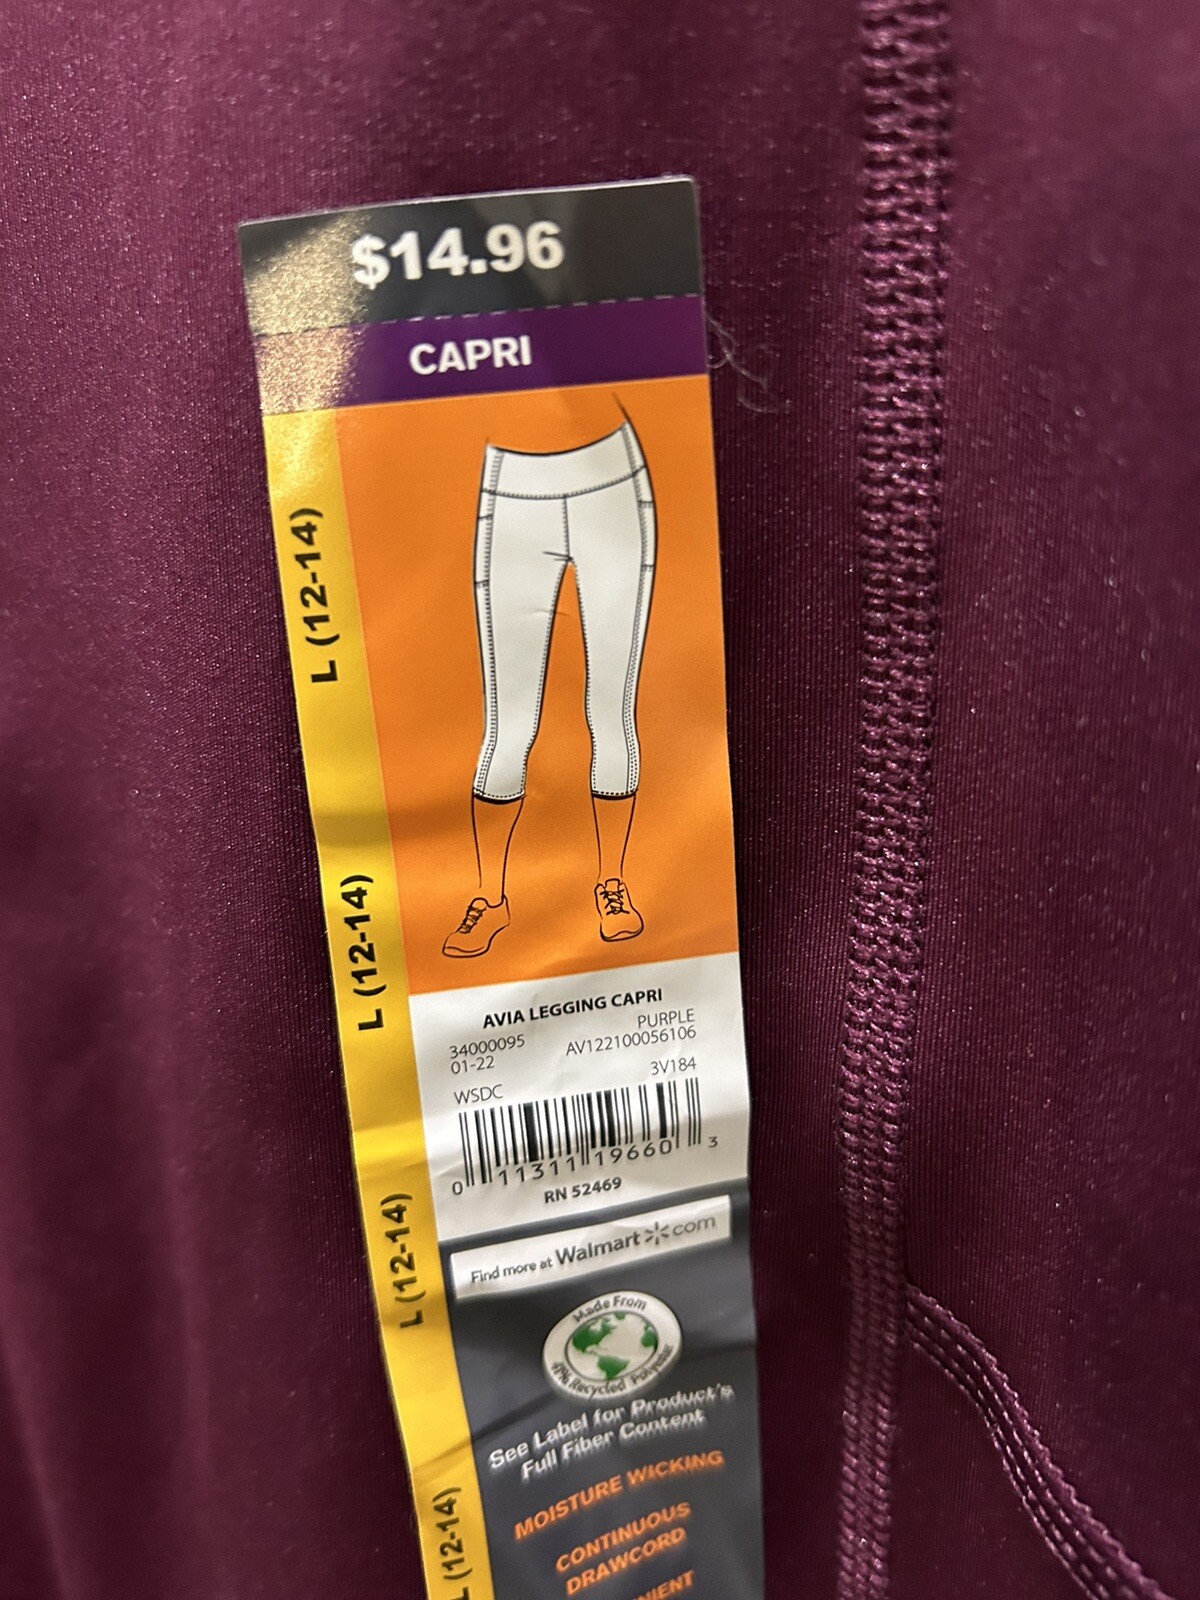 $14.96
CAPRI
L (12-14)
L (12-14)
L (12-14)
L (12-14)
AVIA LEGGING CAPRI
34000095 PURPLE
01-22 AV122100056106
WSDC 3V184
0 11311 19660 3
RN 52469
Find more at Walmart.com
Made From
Recycled Polyester
See Label for Product's
Full Fiber Content
MOISTURE WICKING
CONTINUOUS
DRAWCORD